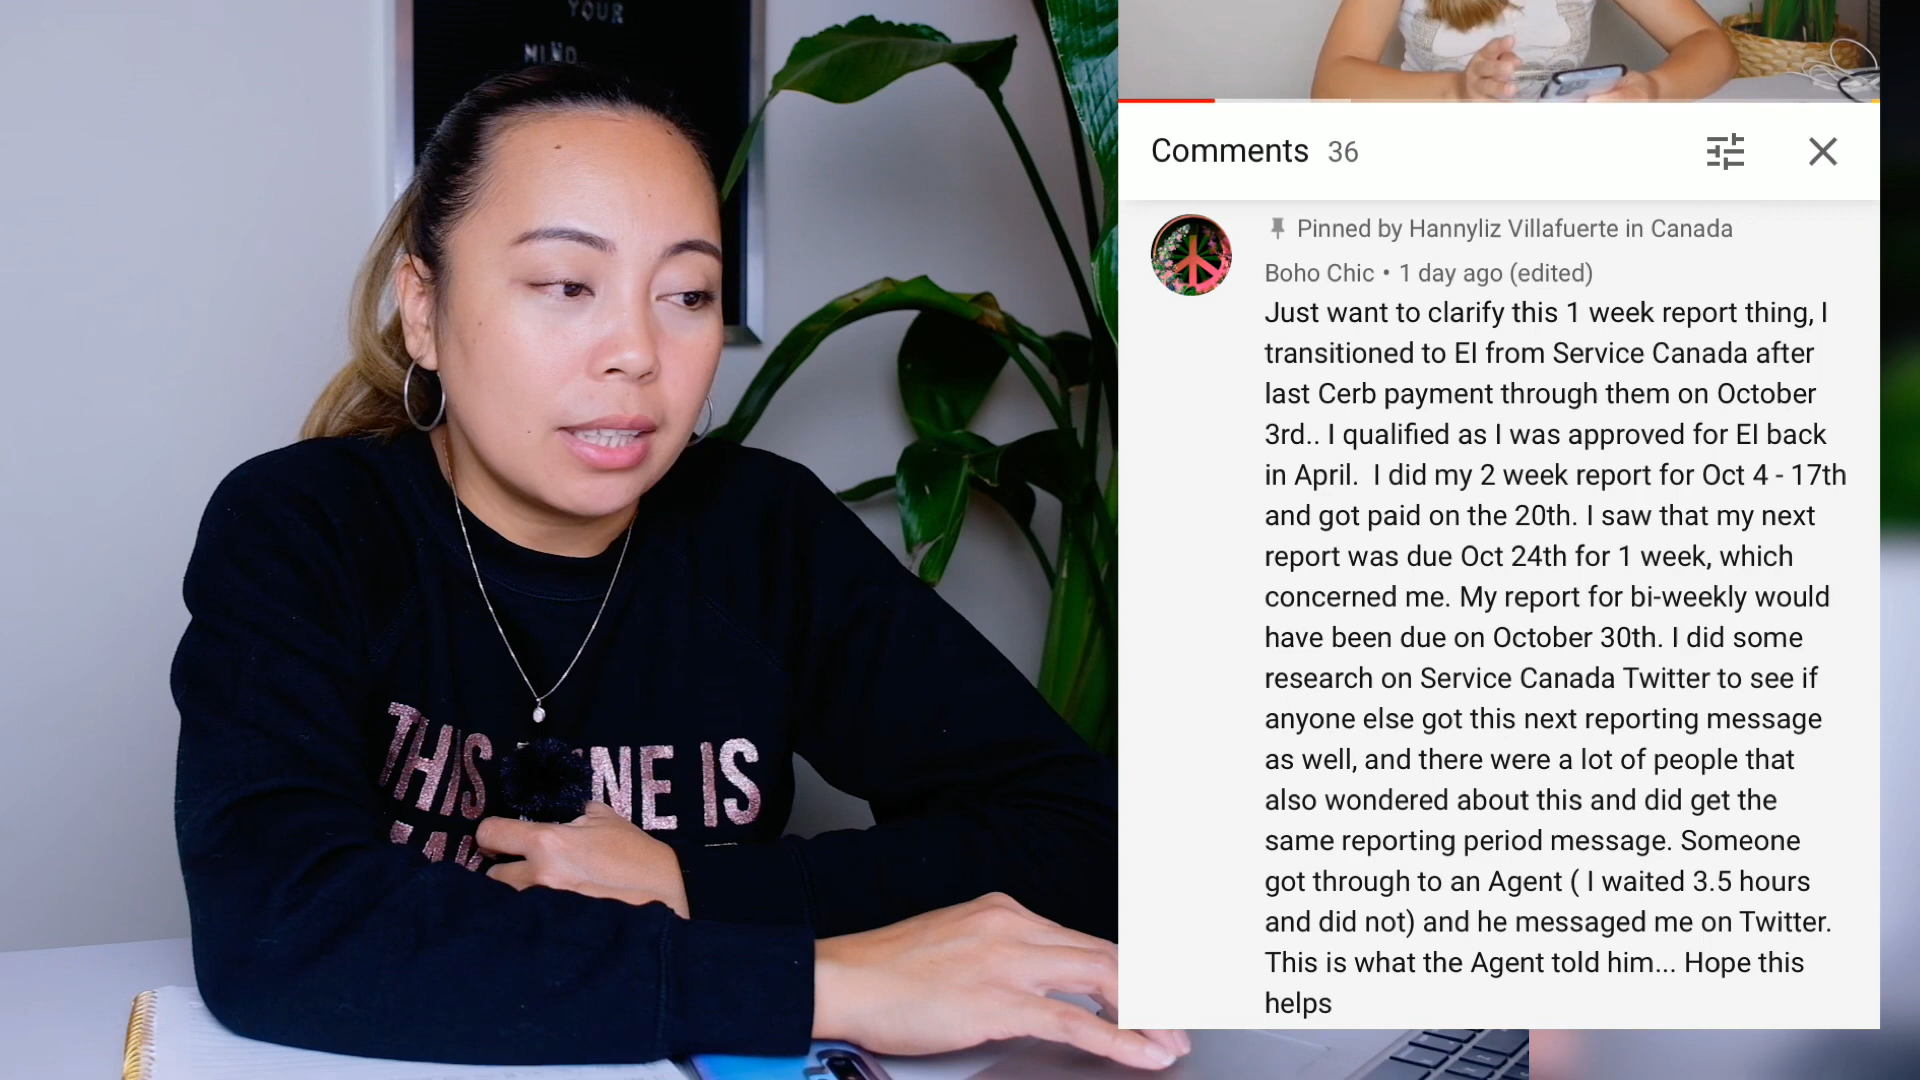 YOUR
MIND
THIS NE IS
Comments 36
Pinned by Hannyliz Villafuerte in Canada
Boho Chic • 1 day ago (edited)
Just want to clarify this 1 week report thing, I
transitioned to EI from Service Canada after
last Cerb payment through them on October
3rd.. I qualified as I was approved for EI back
in April.  I did my 2 week report for Oct 4 - 17th
and got paid on the 20th. I saw that my next
report was due Oct 24th for 1 week, which
concerned me. My report for bi-weekly would
have been due on October 30th. I did some
research on Service Canada Twitter to see if
anyone else got this next reporting message
as well, and there were a lot of people that
also wondered about this and did get the
same reporting period message. Someone
got through to an Agent ( I waited 3.5 hours
and did not) and he messaged me on Twitter.
This is what the Agent told him... Hope this
helps